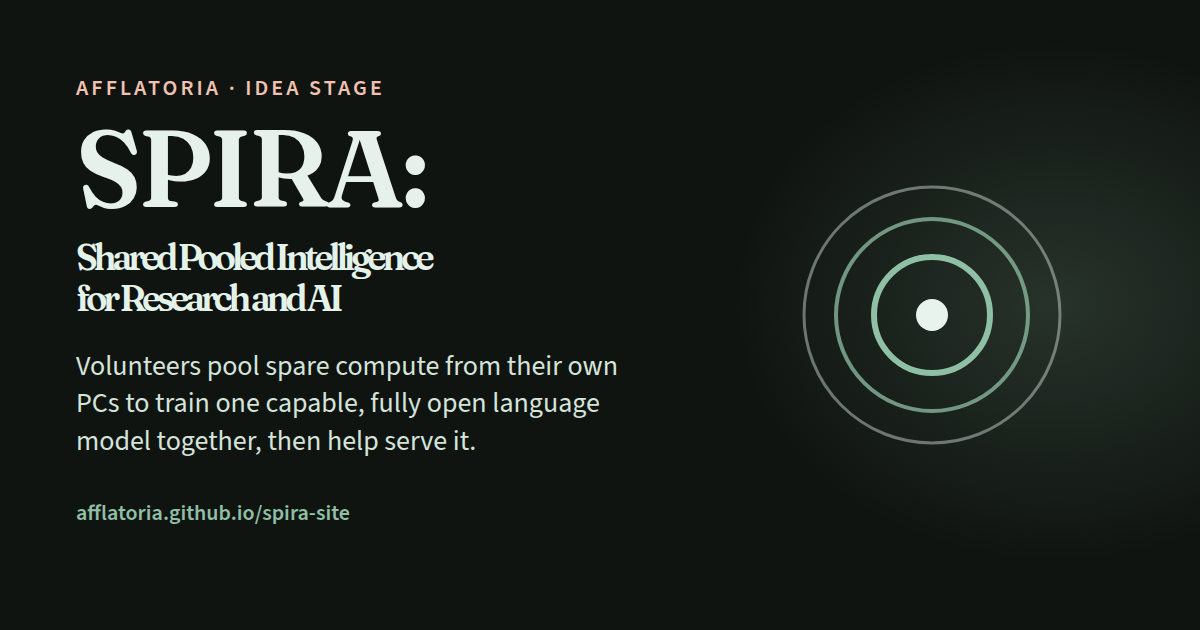 AFFLATORIA · IDEA STAGE
SPIRA:
Shared Pooled Intelligence
for Research and AI
Volunteers pool spare compute from their own
PCs to train one capable, fully open language
model together, then help serve it.
afflatoria.github.io/spira-site